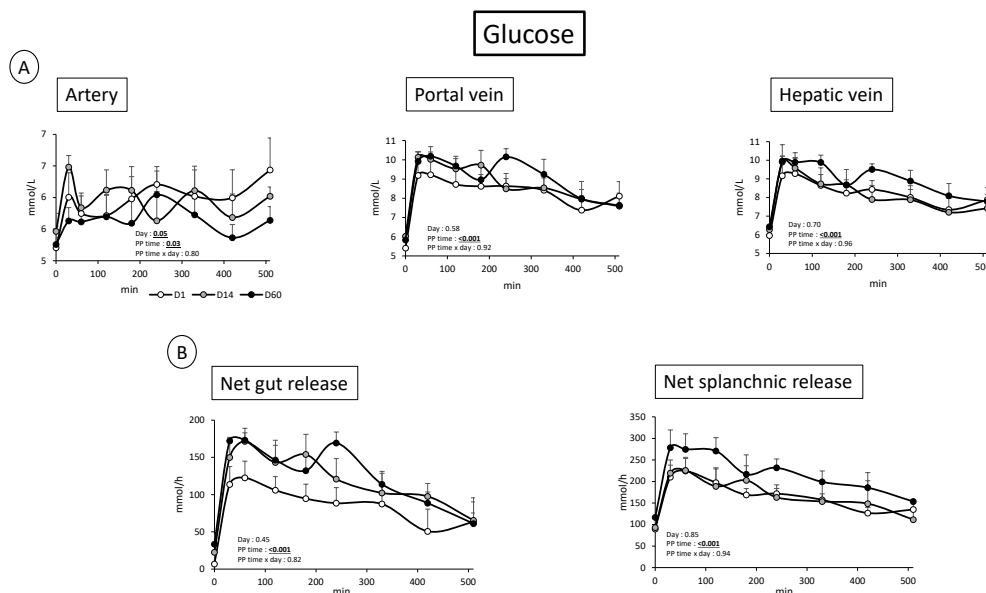 Glucose
A
Artery
Portal vein
Hepatic vein
mmol/L
7
7
6
6
5
0 100 200 300 400 500
min
Day : 0.05
PP time : 0.03
PP time x day : 0.80
D1 D14 D60
11
10
9
8
7
6
5
0 100 200 300 400 500
min
Day : 0.58
PP time : <0.001
PP time x day : 0.92
mmol/L
11
10
9
8
7
6
5
0 100 200 300 400 500
min
Day : 0.70
PP time : <0.001
PP time x day : 0.96
B
Net gut release
Net splanchnic release
mmol/h
200
150
100
50
0
0 100 200 300 400 500
min
Day : 0.45
PP time : <0.001
PP time x day : 0.82
mmol/h
350
300
250
200
150
100
50
0
0 100 200 300 400 500
min
Day : 0.85
PP time : <0.001
PP time x day : 0.94